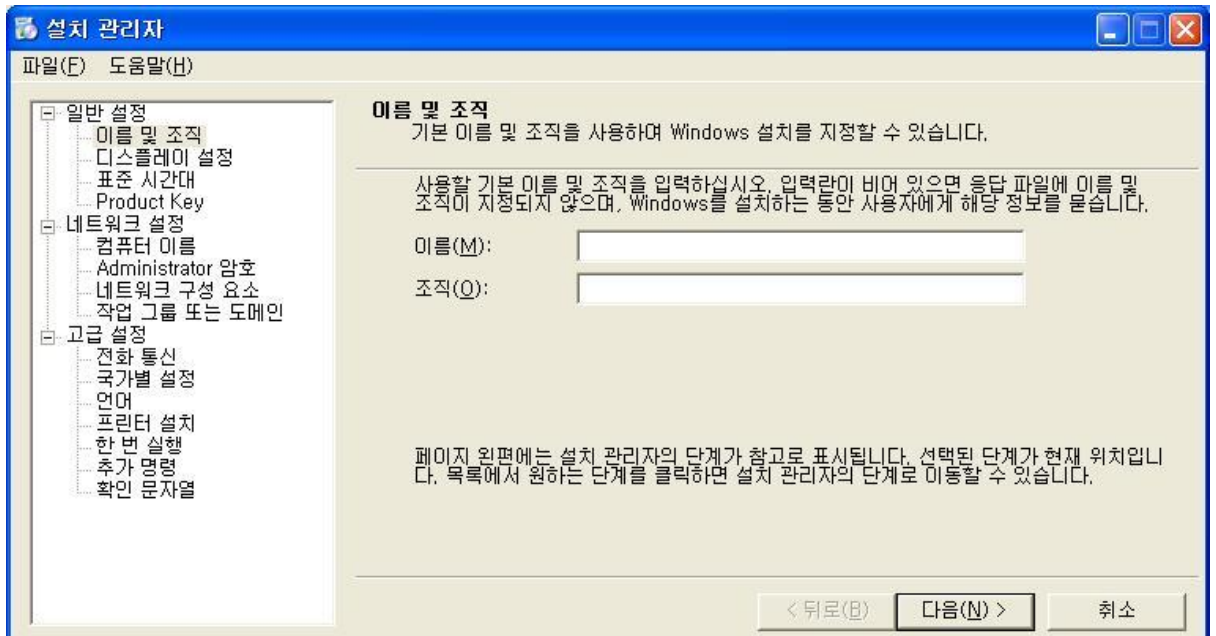 설치 관리자
파일(F) 도움말(H)
일반 설정
이름 및 조직
디스플레이 설정
표준 시간대
Product Key
네트워크 설정
컴퓨터 이름
Administrator 암호
네트워크 구성 요소
작업 그룹 또는 도메인
고급 설정
전화 통신
국가별 설정
언어
프린터 설치
한 번 실행
추가 명령
확인 문자열
이름 및 조직
기본 이름 및 조직을 사용하여 Windows 설치를 지정할 수 있습니다.
사용할 기본 이름 및 조직을 입력하십시오. 입력란이 비어 있으면 응답 파일에 이름 및
조직이 지정되지 않으며, Windows를 설치하는 동안 사용자에게 해당 정보를 묻습니다.
이름(M):
조직(O):
페이지 왼편에는 설치 관리자의 단계가 참고로 표시됩니다. 선택된 단계가 현재 위치입니
다. 목록에서 원하는 단계를 클릭하면 설치 관리자의 단계로 이동할 수 있습니다.
< 뒤로(B) 다음(N) > 취소